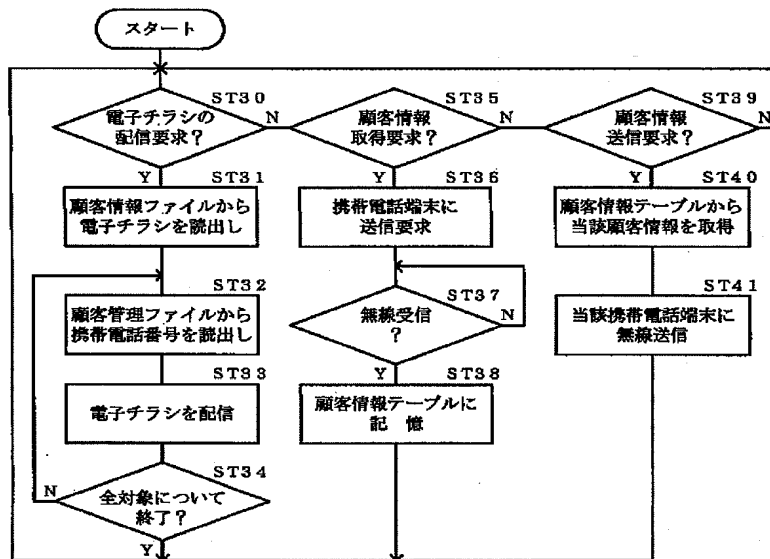 スタート
ST30
電子チラシの
配信要求？
N
Y
ST35
顧客情報
取得要求？
N
Y
ST39
顧客情報
送信要求？
N
Y
ST31
顧客情報ファイルから
電子チラシを読出し
ST36
携帯電話端末に
送信要求
ST40
顧客情報テーブルから
当該顧客情報を取得
ST32
顧客管理ファイルから
携帯電話番号を読出し
ST37
無線受信
？
N
Y
ST41
当該携帯電話端末に
無線送信
ST33
電子チラシを配信
ST38
顧客情報テーブルに
記 憶
ST34
全対象について
終了？
N
Y